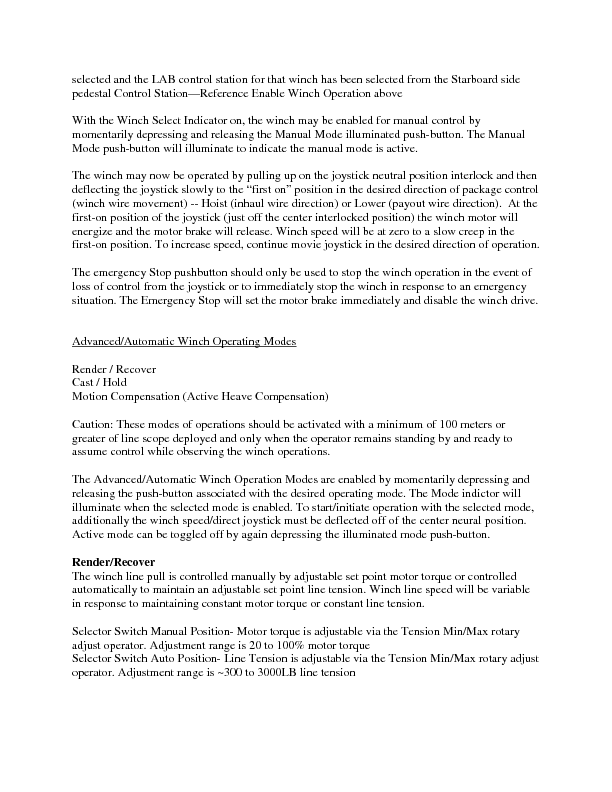 selected and the LAB control station for that winch has been selected from the Starboard side
pedestal Control Station—Reference Enable Winch Operation above
With the Winch Select Indicator on, the winch may be enabled for manual control by
momentarily depressing and releasing the Manual Mode illuminated push-button. The Manual
Mode push-button will illuminate to indicate the manual mode is active.
The winch may now be operated by pulling up on the joystick neutral position interlock and then
deflecting the joystick slowly to the “first on” position in the desired direction of package control
(winch wire movement) -- Hoist (inhaul wire direction) or Lower (payout wire direction).  At the
first-on position of the joystick (just off the center interlocked position) the winch motor will
energize and the motor brake will release. Winch speed will be at zero to a slow creep in the
first-on position. To increase speed, continue movie joystick in the desired direction of operation.
The emergency Stop pushbutton should only be used to stop the winch operation in the event of
loss of control from the joystick or to immediately stop the winch in response to an emergency
situation. The Emergency Stop will set the motor brake immediately and disable the winch drive.
Advanced/Automatic Winch Operating Modes
Render / Recover
Cast / Hold
Motion Compensation (Active Heave Compensation)
Caution: These modes of operations should be activated with a minimum of 100 meters or
greater of line scope deployed and only when the operator remains standing by and ready to
assume control while observing the winch operations.
The Advanced/Automatic Winch Operation Modes are enabled by momentarily depressing and
releasing the push-button associated with the desired operating mode. The Mode indictor will
illuminate when the selected mode is enabled. To start/initiate operation with the selected mode,
additionally the winch speed/direct joystick must be deflected off of the center neural position.
Active mode can be toggled off by again depressing the illuminated mode push-button.
Render/Recover
The winch line pull is controlled manually by adjustable set point motor torque or controlled
automatically to maintain an adjustable set point line tension. Winch line speed will be variable
in response to maintaining constant motor torque or constant line tension.
Selector Switch Manual Position- Motor torque is adjustable via the Tension Min/Max rotary
adjust operator. Adjustment range is 20 to 100% motor torque
Selector Switch Auto Position- Line Tension is adjustable via the Tension Min/Max rotary adjust
operator. Adjustment range is ~300 to 3000LB line tension